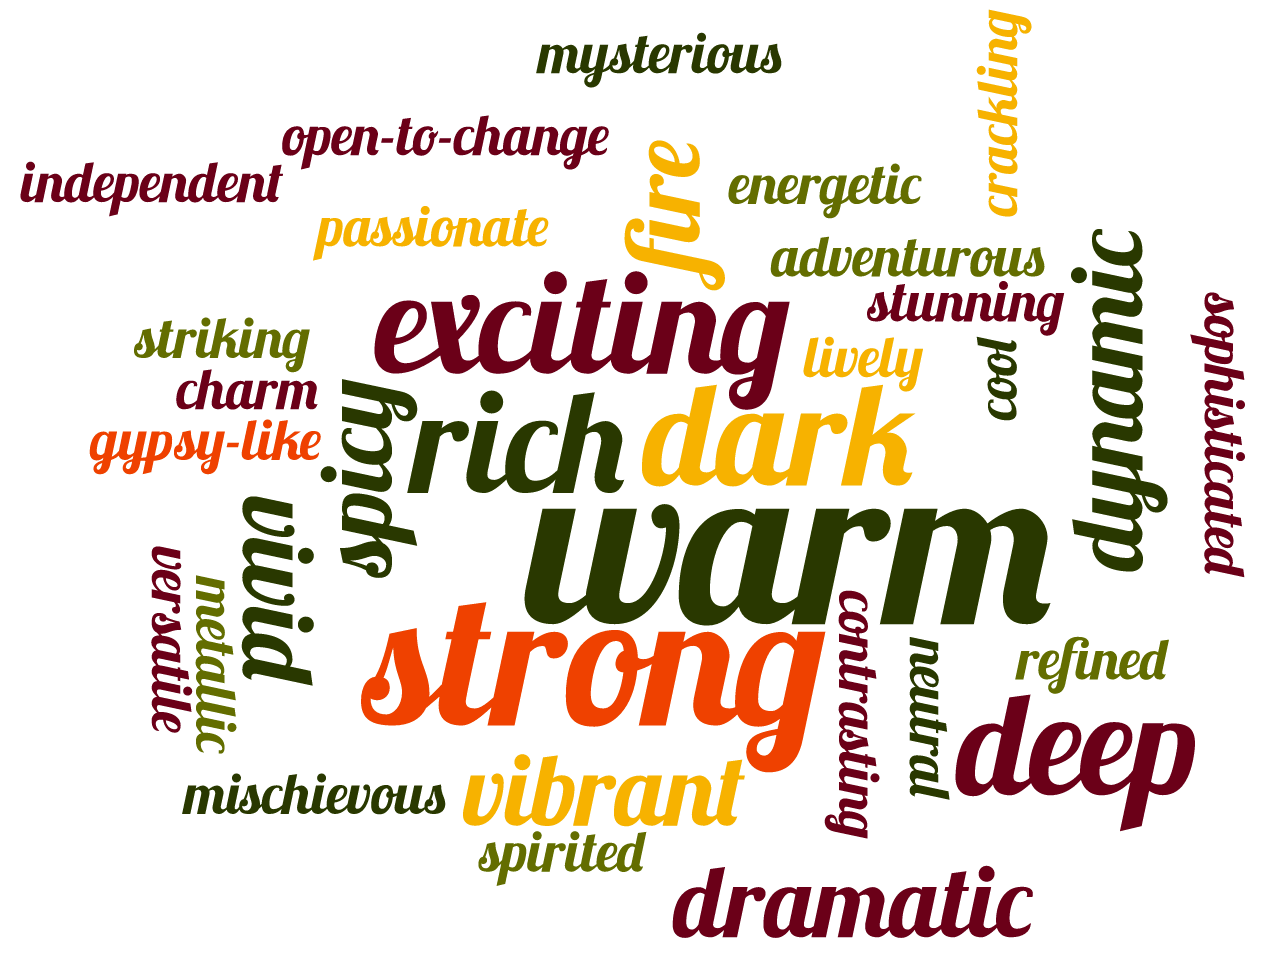 mysterious
crackling
open-to-change
independent
fire
energetic
passionate
adventurous
dynamic
exciting
stunning
sophisticated
striking
lively
cool
charm
spicy
rich
dark
gypsy-like
vivid
warm
versatile
metallic
strong
contrasting
neutral
refined
deep
mischievous
vibrant
spirited
dramatic